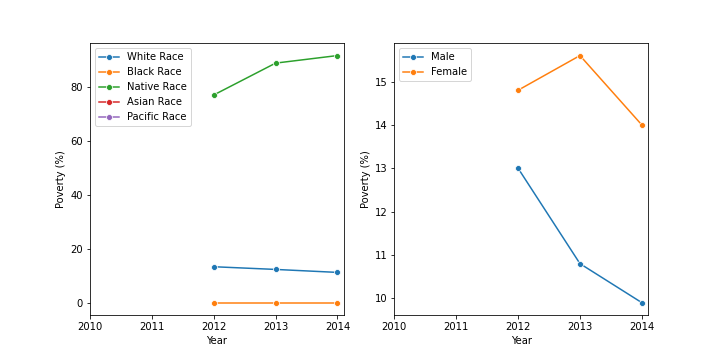 White Race
Black Race
Native Race
Asian Race
Pacific Race
80
60
40
20
0
Poverty (%)
2010 2011 2012 2013 2014
Year
Male
Female
15
14
13
12
11
10
Poverty (%)
2010 2011 2012 2013 2014
Year